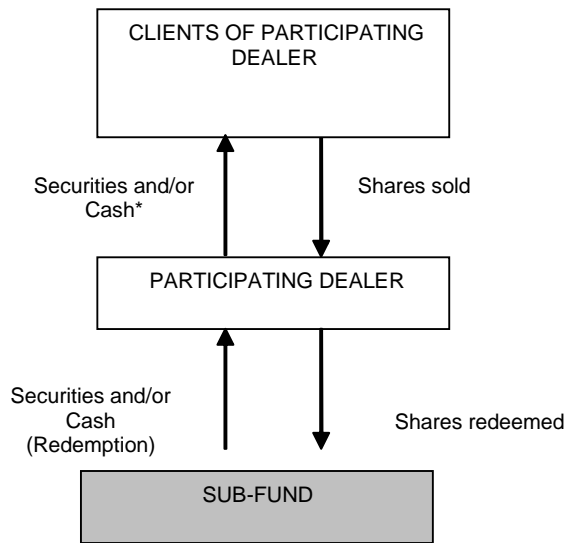 CLIENTS OF PARTICIPATING
DEALER
Securities and/or
Cash*
Shares sold
PARTICIPATING DEALER
Securities and/or
Cash
(Redemption)
Shares redeemed
SUB-FUND